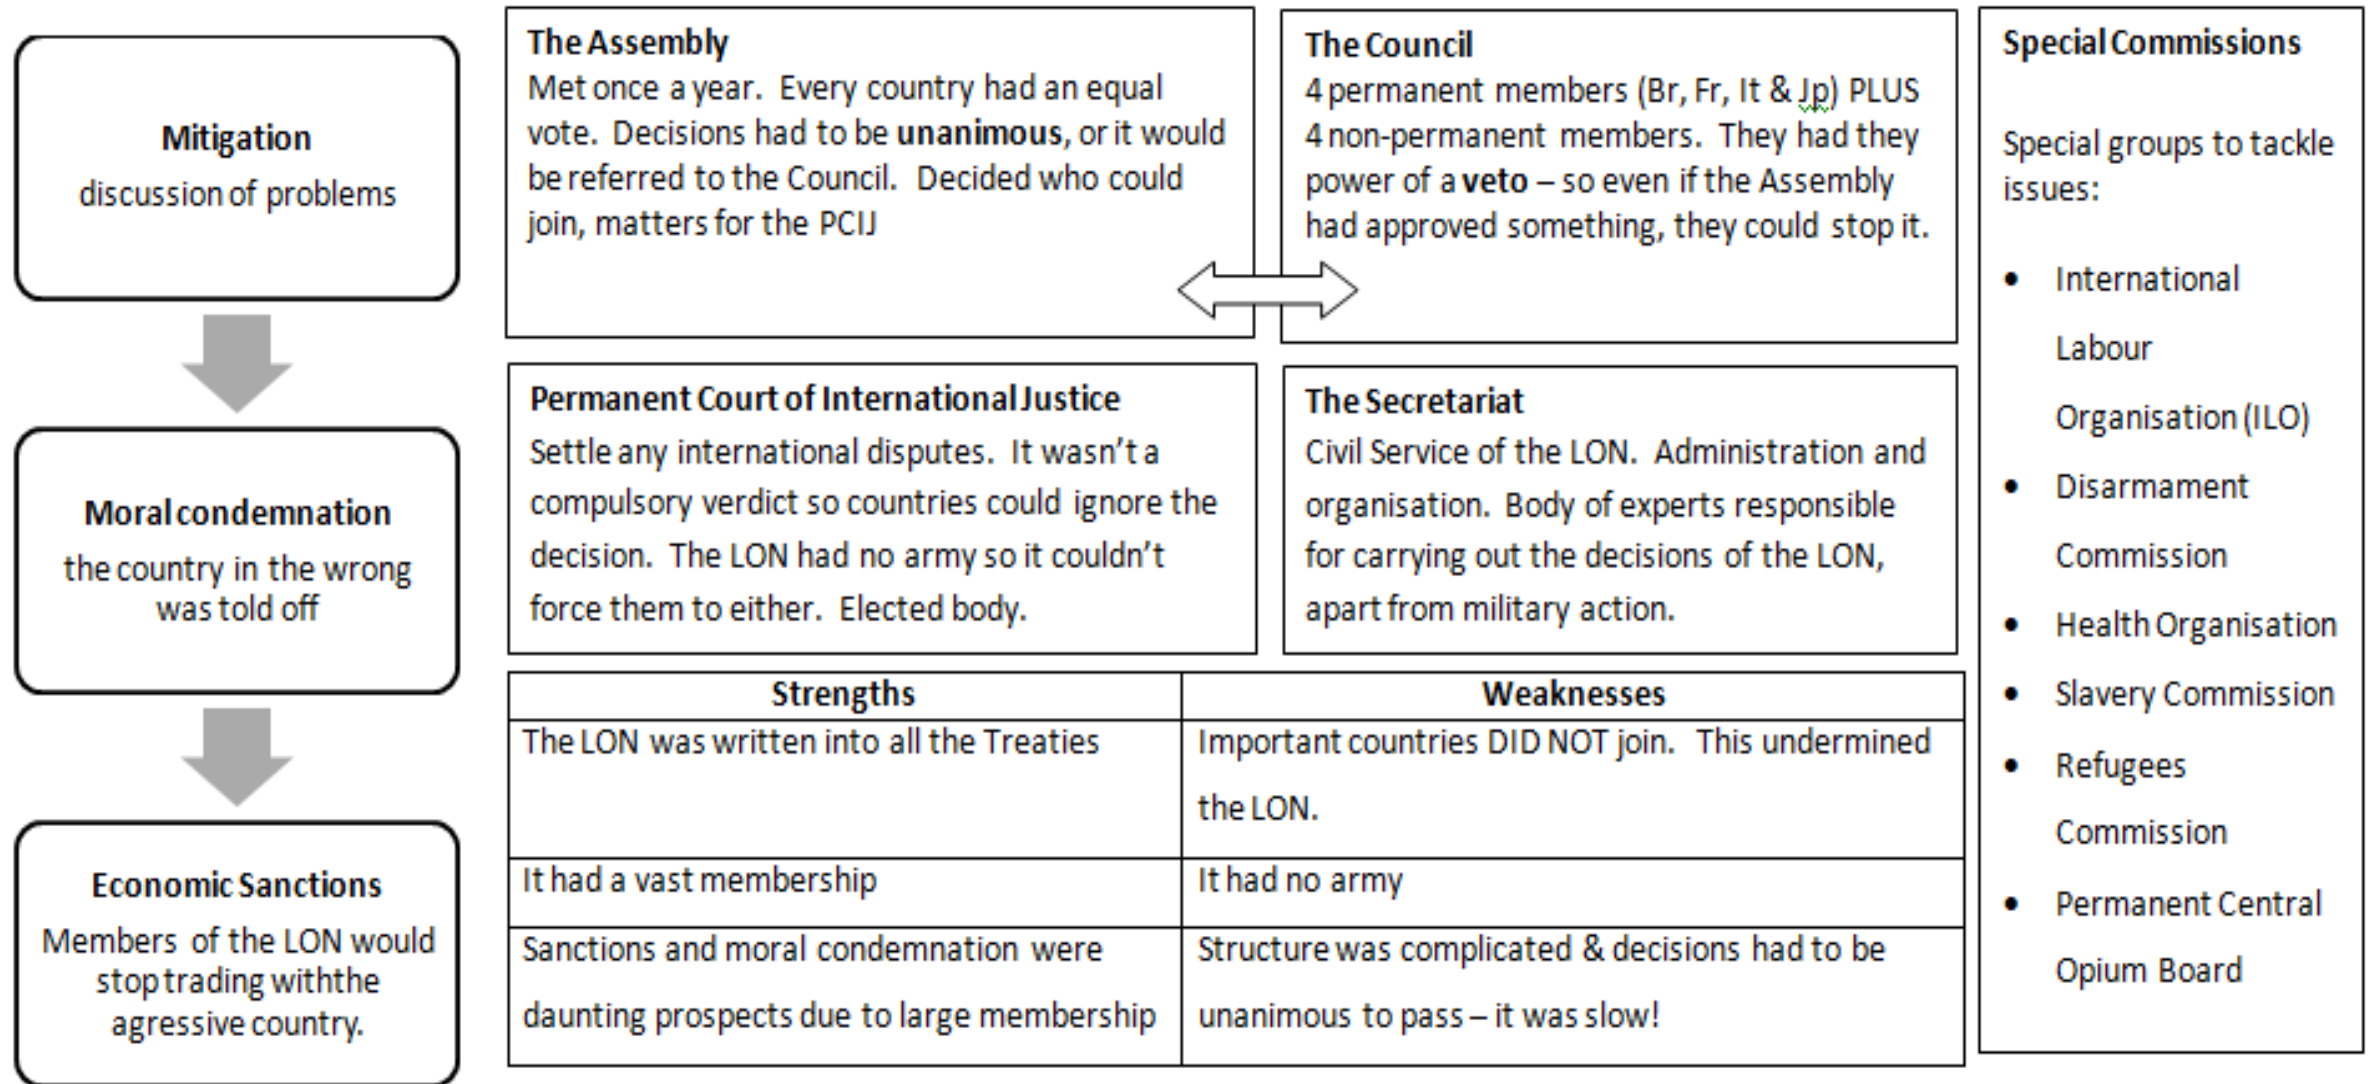 Mitigation
discussion of problems
Moral condemnation
the country in the wrong
was told off
Economic Sanctions
Members of the LON would
stop trading withthe
agressive country.
The Assembly
Met once a year. Every country had an equal
vote. Decisions had to be unanimous, or it would
be referred to the Council. Decided who could
join, matters for the PCIJ
The Council
4 permanent members (Br, Fr, It & Jp) PLUS
4 non-permanent members. They had they
power of a veto – so even if the Assembly
had approved something, they could stop it.
Permanent Court of International Justice
Settle any international disputes. It wasn't a
compulsory verdict so countries could ignore the
decision. The LON had no army so it couldn't
force them to either. Elected body.
The Secretariat
Civil Service of the LON. Administration and
organisation. Body of experts responsible
for carrying out the decisions of the LON,
apart from military action.
Strengths
Weaknesses
The LON was written into all the Treaties
Important countries DID NOT join. This undermined
the LON.
It had a vast membership
It had no army
Sanctions and moral condemnation were
daunting prospects due to large membership
Structure was complicated & decisions had to be
unanimous to pass – it was slow!
Special Commissions
Special groups to tackle
issues:
• International
Labour
Organisation (ILO)
• Disarmament
Commission
• Health Organisation
• Slavery Commission
• Refugees
Commission
• Permanent Central
Opium Board